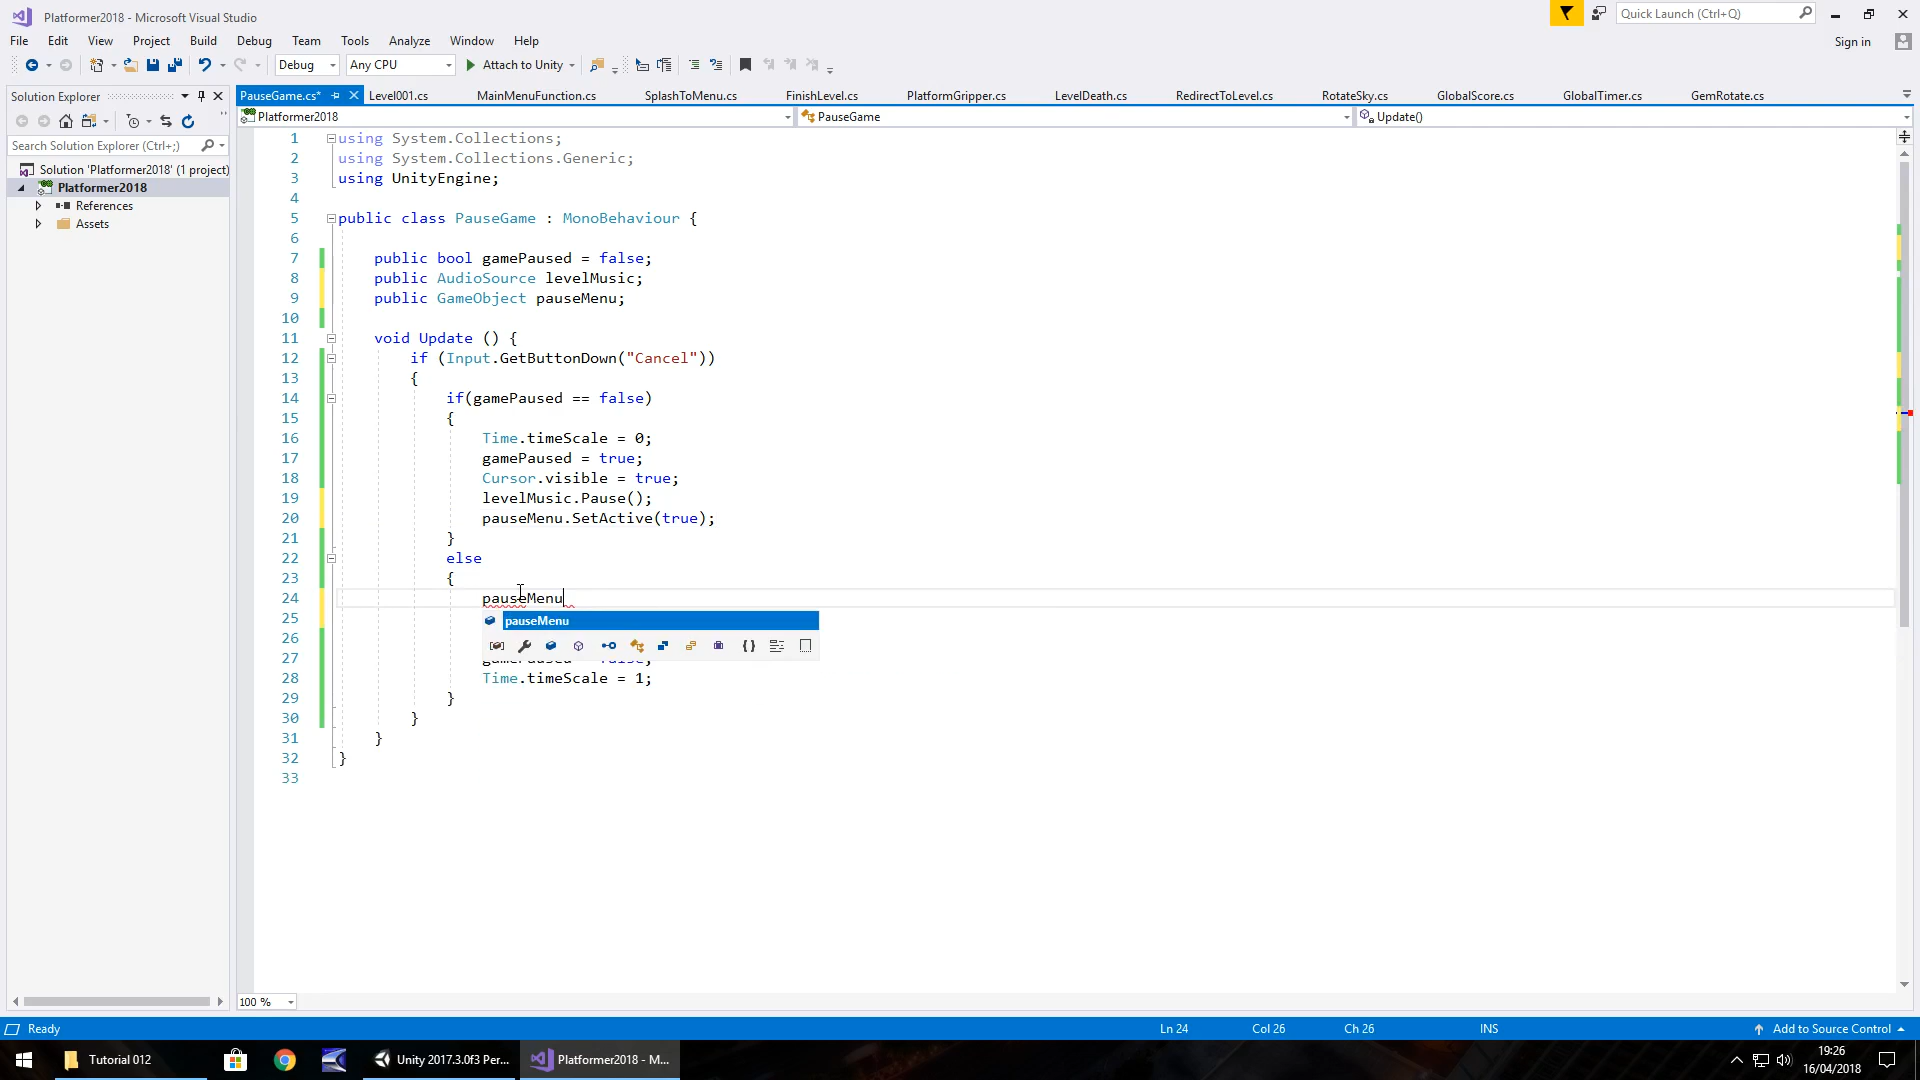 Platformer2018 - Microsoft Visual Studio
Quick Launch (Ctrl+Q)
File Edit View Project Build Debug Team Tools Analyze Window Help
Sign in
Debug Any CPU Attach to Unity
Solution Explorer
PauseGame.cs* Level001.cs MainMenuFunction.cs SplashToMenu.cs FinishLevel.cs PlatformGripper.cs LevelDeath.cs RedirectToLevel.cs RotateSky.cs GlobalScore.cs GlobalTimer.cs GemRotate.cs
Platformer2018 PauseGame Update()
Search Solution Explorer (Ctrl+;)
Solution 'Platformer2018' (1 project)
Platformer2018
References
Assets
1 using System.Collections;
2 using System.Collections.Generic;
3 using UnityEngine;
4
5 public class PauseGame : MonoBehaviour {
6
7 public bool gamePaused = false;
8 public AudioSource levelMusic;
9 public GameObject pauseMenu;
10
11 void Update () {
12 if (Input.GetButtonDown("Cancel"))
13 {
14 if(gamePaused == false)
15 {
16 Time.timeScale = 0;
17 gamePaused = true;
18 Cursor.visible = true;
19 levelMusic.Pause();
20 pauseMenu.SetActive(true);
21 }
22 else
23 {
24 pauseMenu
pauseMenu
25
26
27
28 Time.timeScale = 1;
29 }
30 }
31 }
32 }
33
100 %
Ready Ln 24 Col 26 Ch 26 INS Add to Source Control
Tutorial 012 Unity 2017.3.0f3 Per... Platformer2018 - M...
19:26
16/04/2018